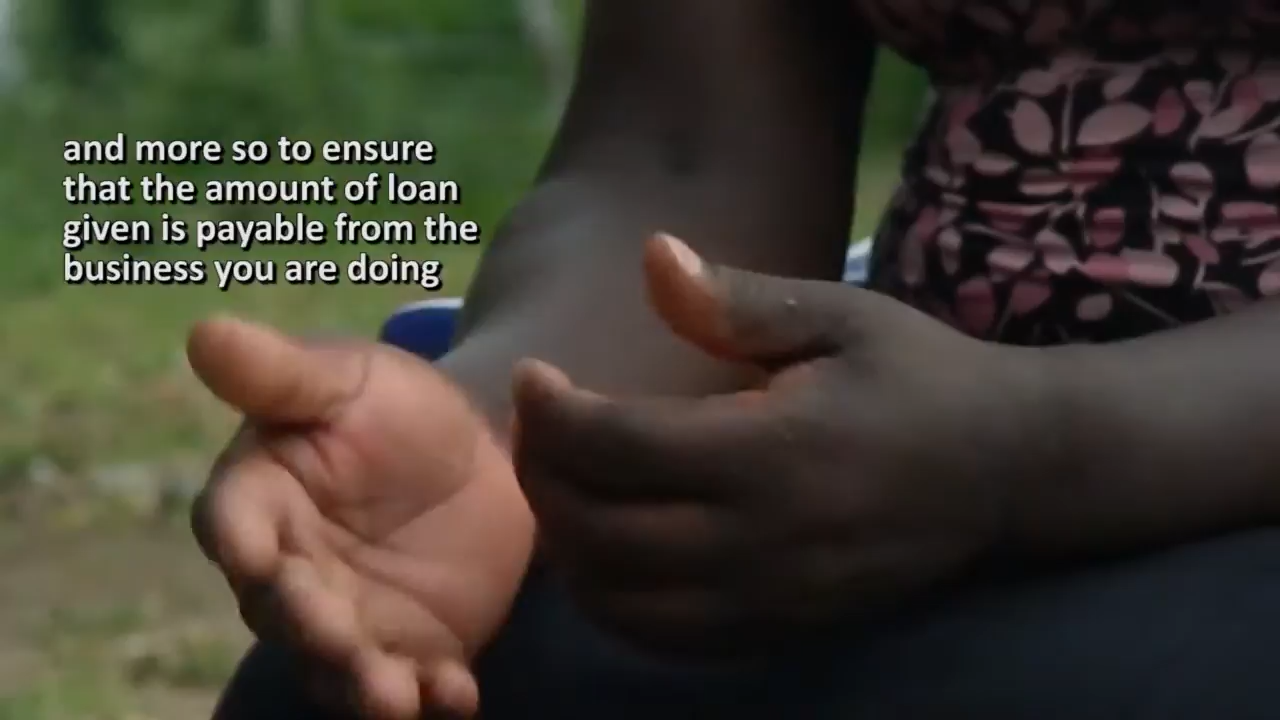 and more so to ensure
that the amount of loan
given is payable from the
business you are doing